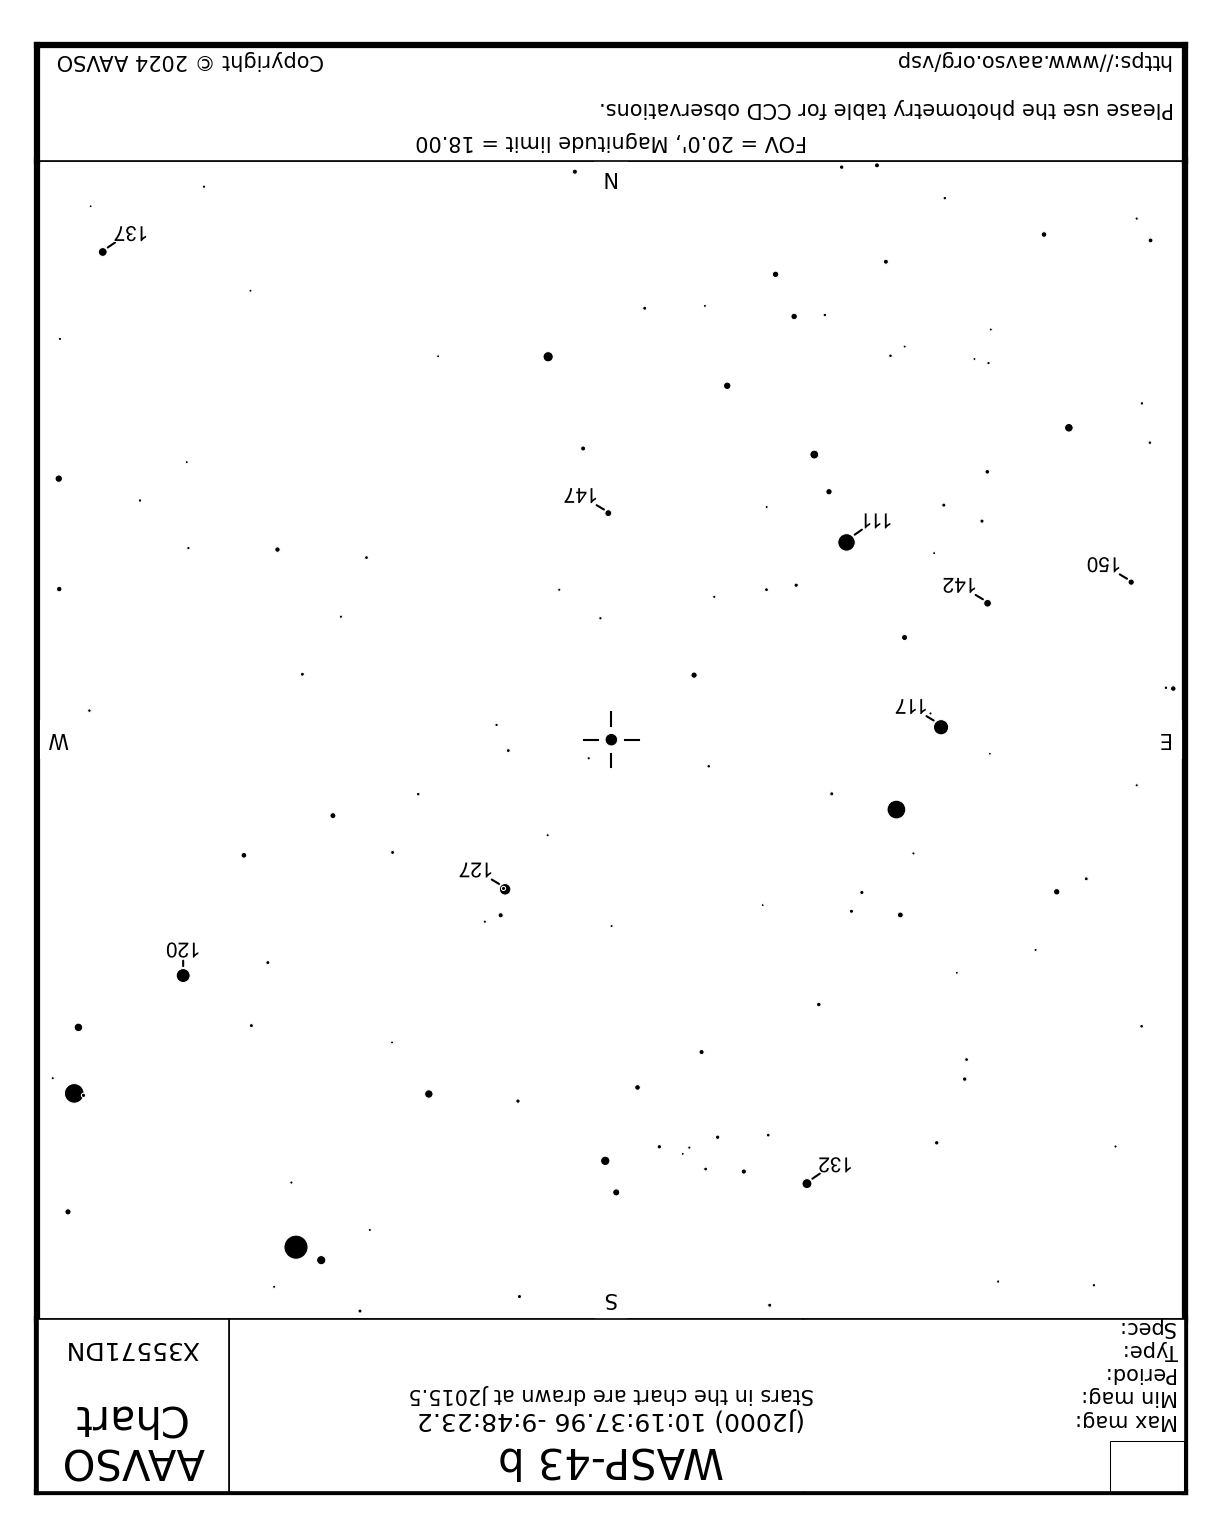 AAVSO
Chart
X35571DN
WASP-43 b
(J2000) 10:19:37.96 -9:48:23.2
Stars in the chart are drawn at J2015.5
Max mag:
Min mag:
Period:
Type:
Spec:
S
132
120
127
E
W
117
142
150
111
147
137
N
FOV = 20.0', Magnitude limit = 18.00
Please use the photometry table for CCD observations.
https://www.aavso.org/vsp
Copyright © 2024 AAVSO